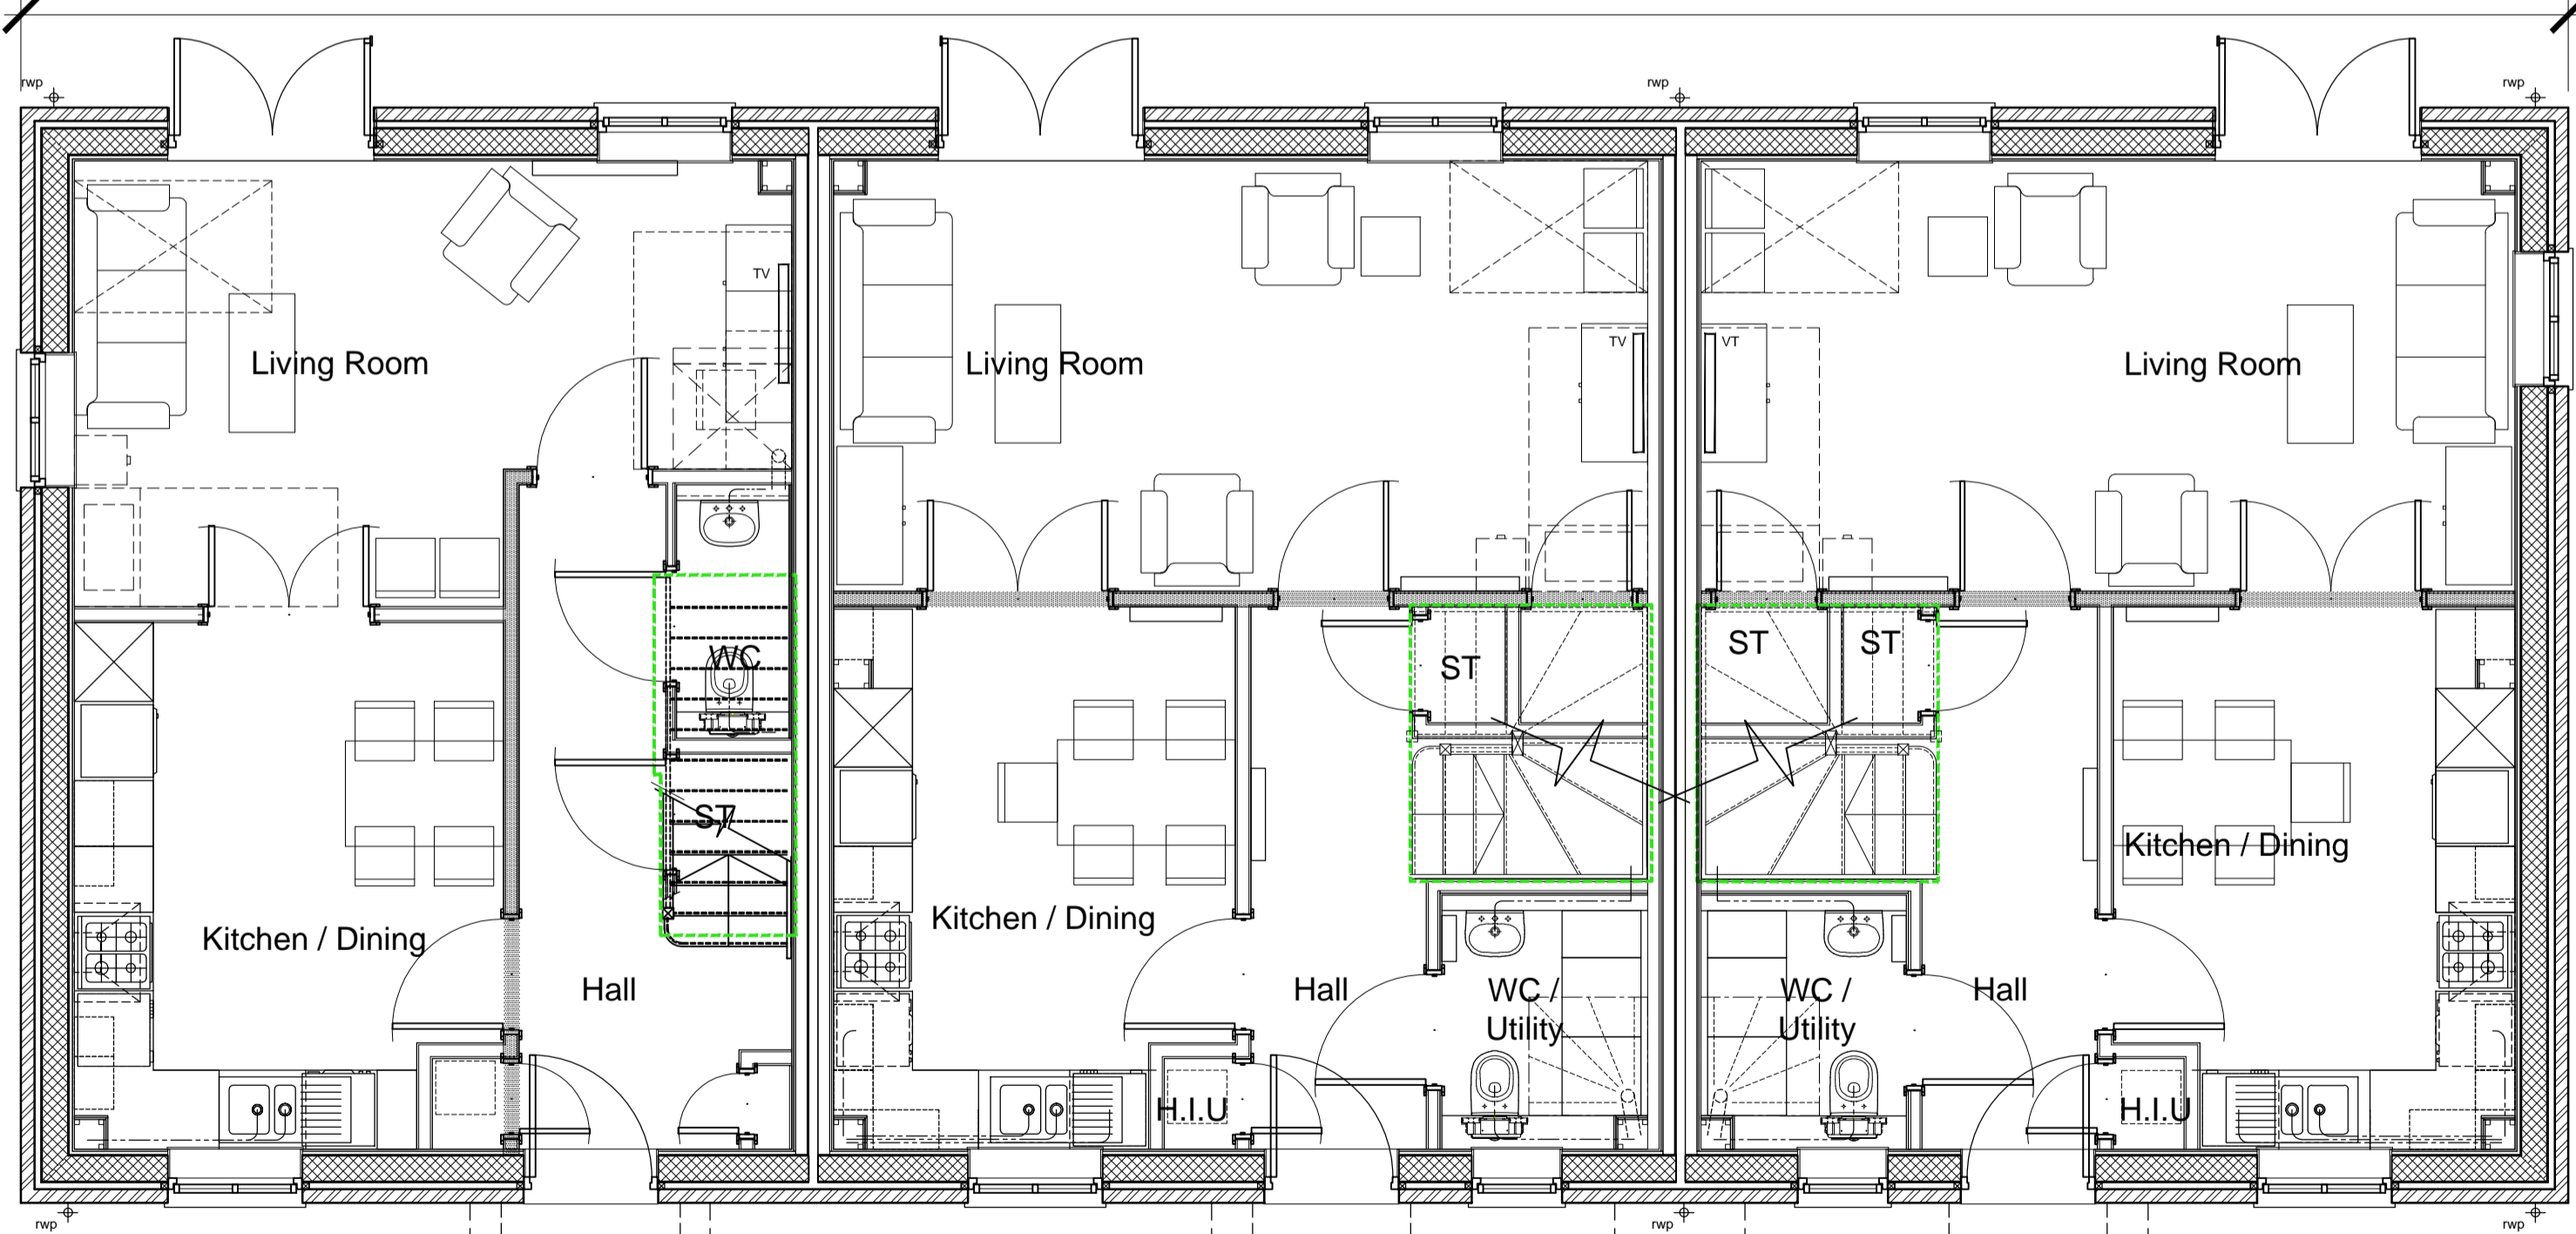 rwp
rwp
rwp
TV
Living Room
Living Room
TV
VT
Living Room
WC
ST
ST
ST
ST
Kitchen / Dining
Kitchen / Dining
Kitchen / Dining
Hall
Hall
WC /
Utility
WC /
Utility
Hall
H.I.U
H.I.U
rwp
rwp
rwp